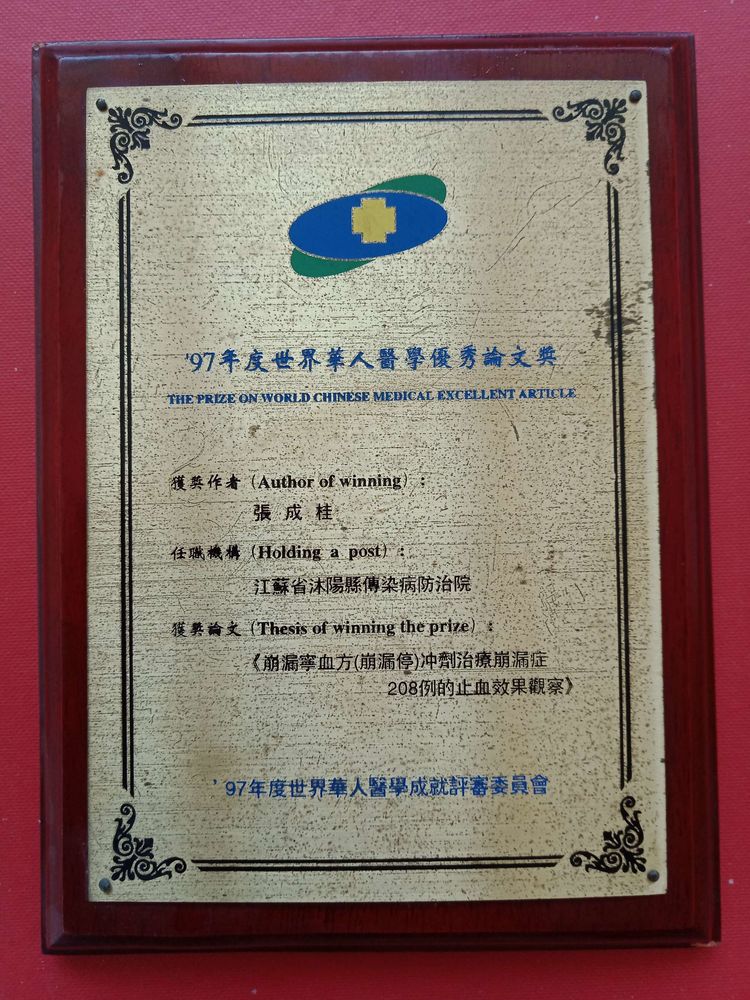 '97年度世界華人醫學優秀論文獎
THE PRIZE ON WORLD CHINESE MEDICAL EXCELLENT ARTICLE
獲獎作者 (Author of winning) :
張成桂
任職機構 (Holding a post) :
江蘇省沭陽縣傳染病防治院
獲獎論文 (Thesis of winning the prize) :
《崩漏寧血方(崩漏停)冲劑治療崩漏症
208例的止血效果觀察》
'97年度世界華人醫學成就評審委員會